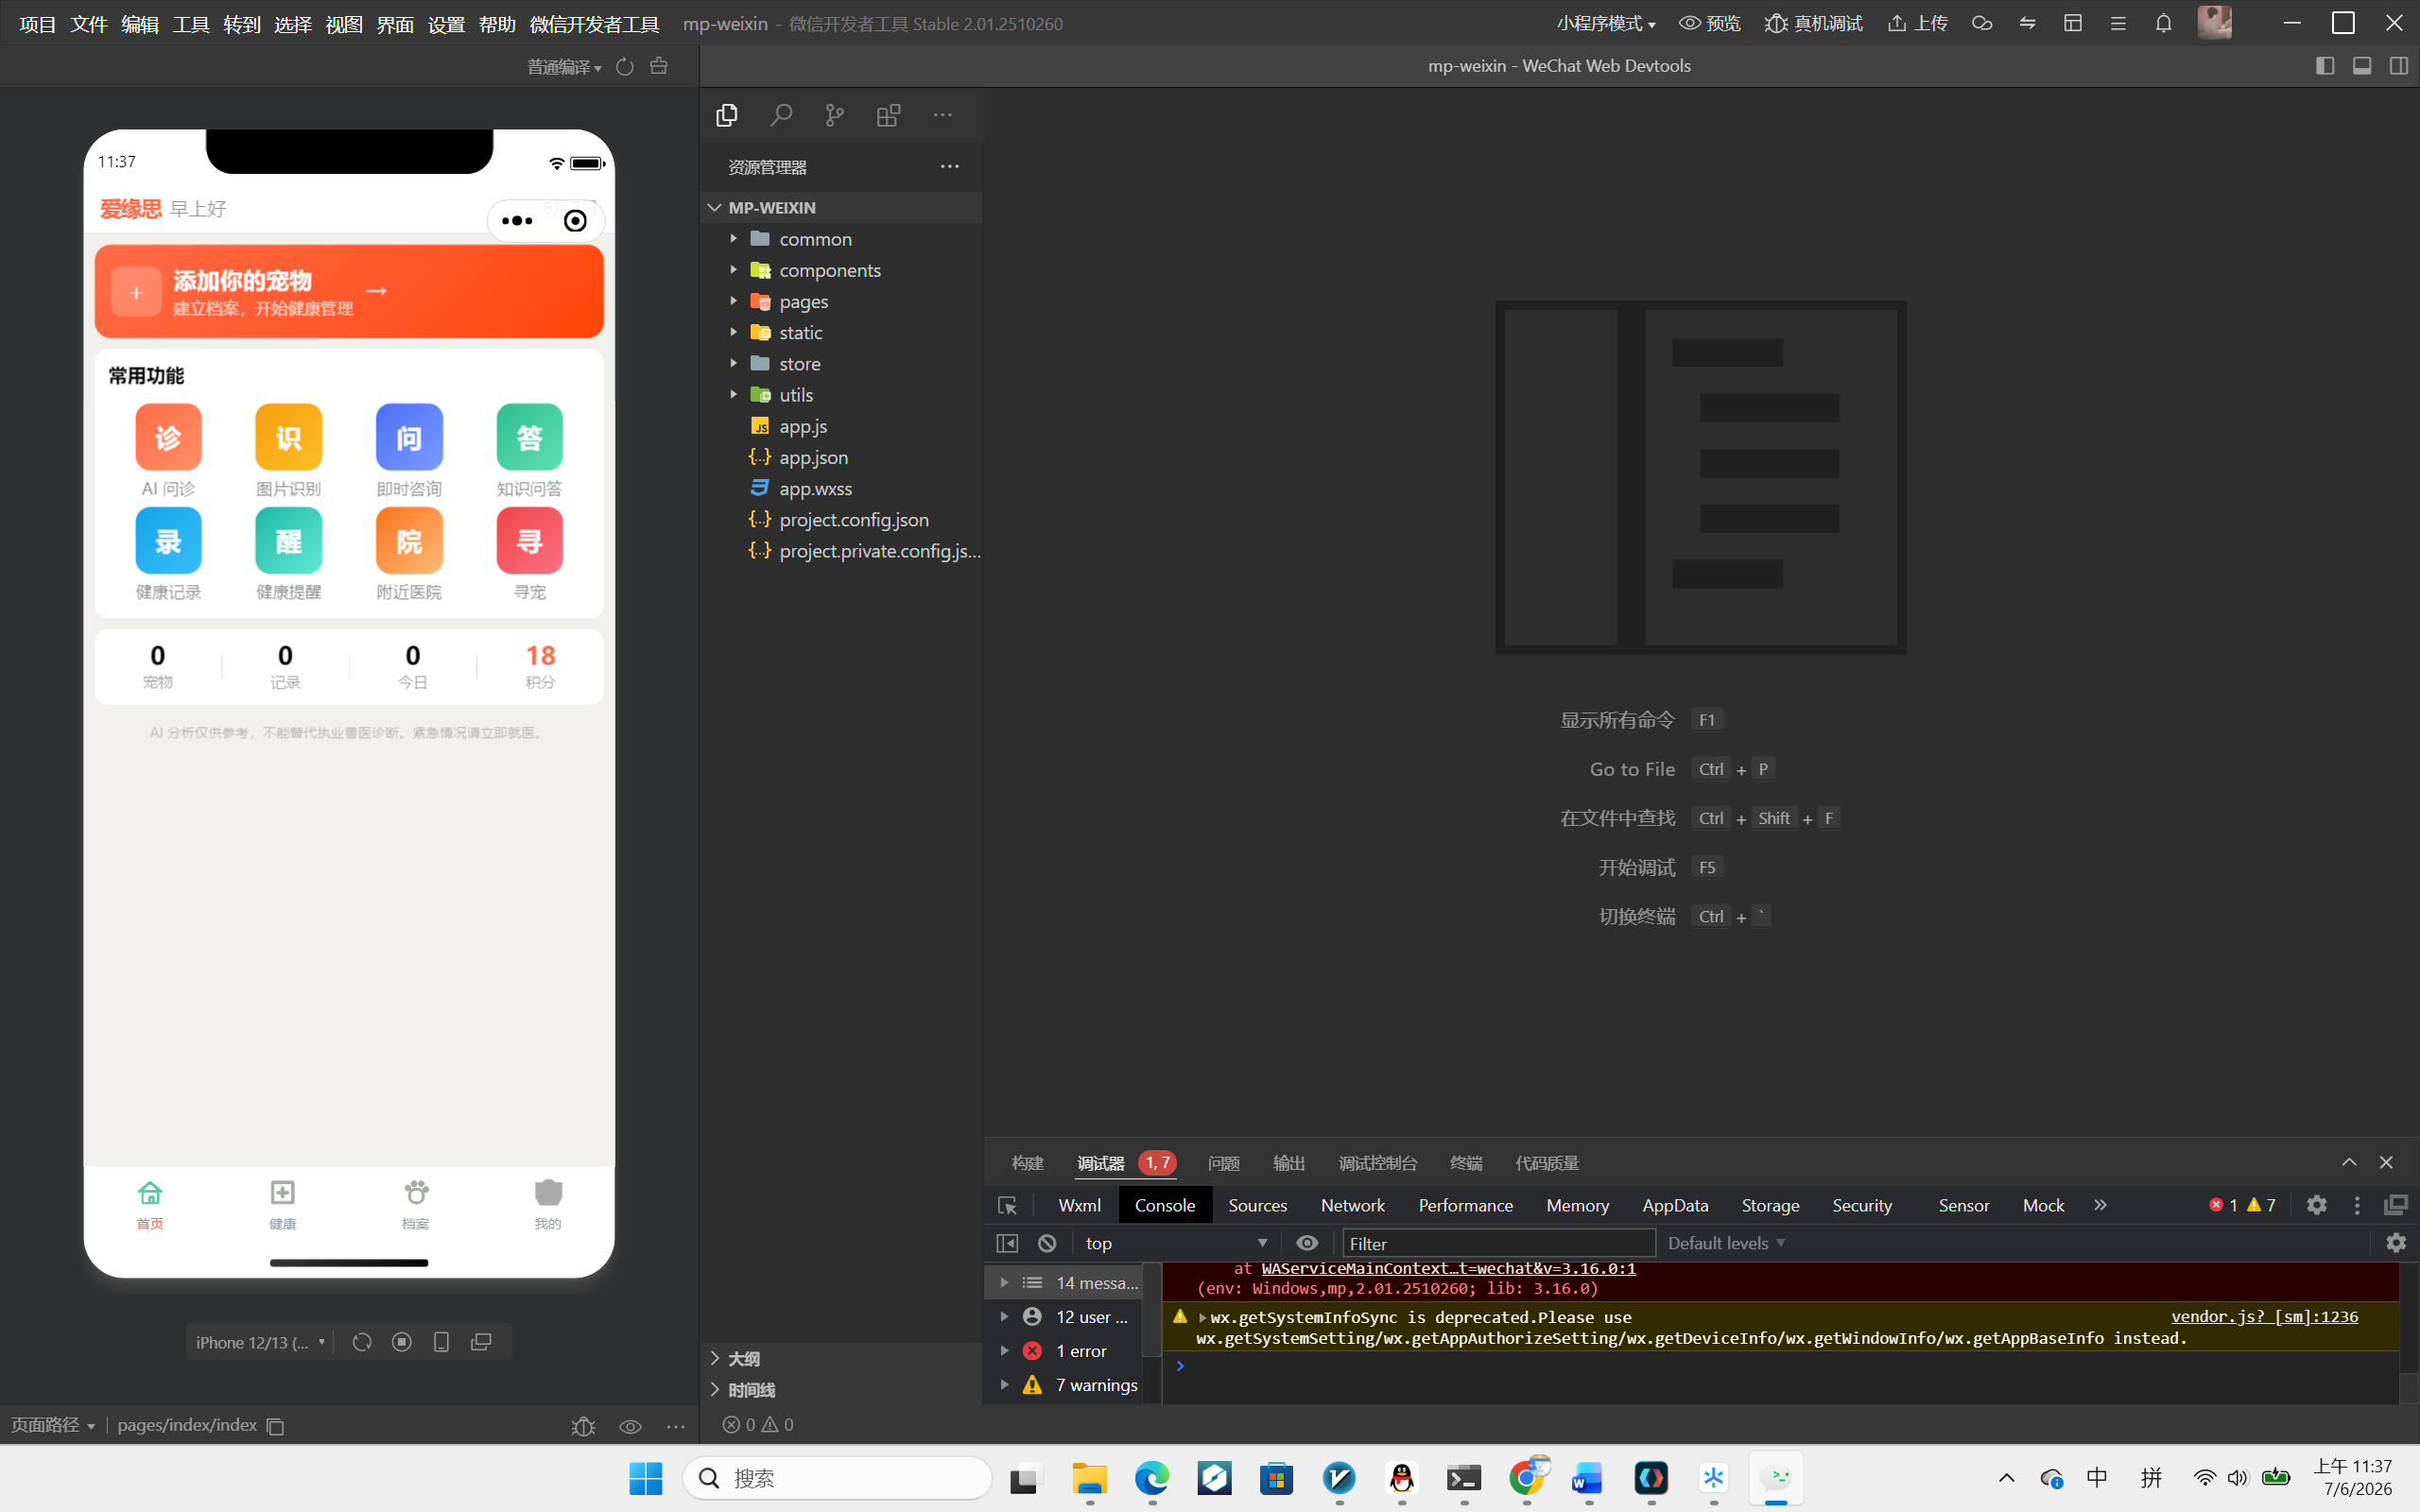 项目 文件 编辑 工具 转到 选择 视图 界面 设置 帮助 微信开发者工具 mp-weixin - 微信开发者工具 Stable 2.01.2510260
小程序模式 预览 真机调试 上传
普通编译
mp-weixin - WeChat Web Devtools
11:37
爱缘思 早上好
添加你的宠物
建立档案，开始健康管理
+
→
常用功能
诊 识 问 答
AI 问诊 图片识别 即时咨询 知识问答
录 醒 院 寻
健康记录 健康提醒 附近医院 寻宠
0 0 0 18
宠物 记录 今日 积分
AI 分析仅供参考，不能替代执业兽医诊断。紧急情况请立即就医。
首页 健康 档案 我的
iPhone 12/13 (...
页面路径 pages/index/index
资源管理器
MP-WEIXIN
common
components
pages
static
store
utils
app.js
app.json
app.wxss
project.config.json
project.private.config.js...
大纲
时间线
0 0
显示所有命令 F1
Go to File Ctrl + P
在文件中查找 Ctrl + Shift + F
开始调试 F5
切换终端 Ctrl + `
构建 调试器 1, 7 问题 输出 调试控制台 终端 代码质量
Wxml Console Sources Network Performance Memory AppData Storage Security Sensor Mock 1 7
top Filter Default levels
14 messa...
12 user ...
1 error
7 warnings
at WAServiceMainContext…t=wechat&v=3.16.0:1
(env: Windows,mp,2.01.2510260; lib: 3.16.0)
wx.getSystemInfoSync is deprecated.Please use vendor.js? [sm]:1236
wx.getSystemSetting/wx.getAppAuthorizeSetting/wx.getDeviceInfo/wx.getWindowInfo/wx.getAppBaseInfo instead.
搜索
中 拼
上午 11:37
7/6/2026